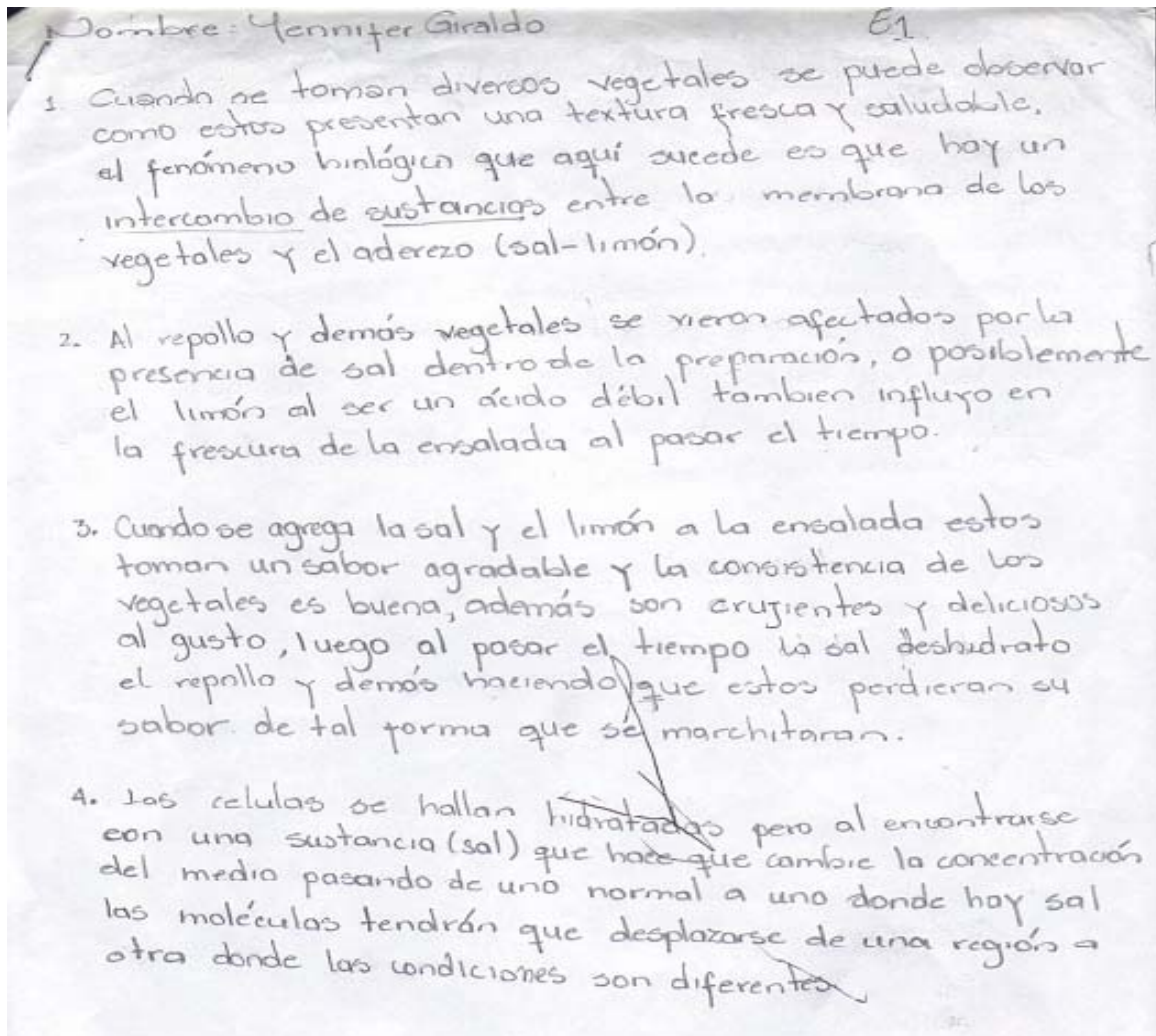 Nombre: Yennifer Giraldo E1
1 Cuando se toman diversos vegetales se puede observar
como estos presentan una textura fresca y saludable.
el fenómeno biológico que aquí sucede es que hay un
intercambio de sustancias entre la membrana de los
vegetales y el aderezo (sal-limón).
2. Al repollo y demás vegetales se vieron afectados por la
presencia de sal dentro de la preparación, o posiblemente
el limón al ser un ácido débil tambien influyo en
la frescura de la ensalada al pasar el tiempo.
3. Cuando se agrega la sal y el limón a la ensalada estos
toman un sabor agradable y la consistencia de los
vegetales es buena, además son crujientes y deliciosos
al gusto, luego al pasar el tiempo la sal deshidrato
el repollo y demás haciendo que estos perdieran su
sabor de tal forma que se marchitaran.
4. Las celulas se hallan hidratadas pero al encontrarse
con una sustancia (sal) que hace que cambie la concentración
del medio pasando de uno normal a uno donde hay sal
las moléculas tendrán que desplazarse de una región a
otra donde las condiciones son diferentes